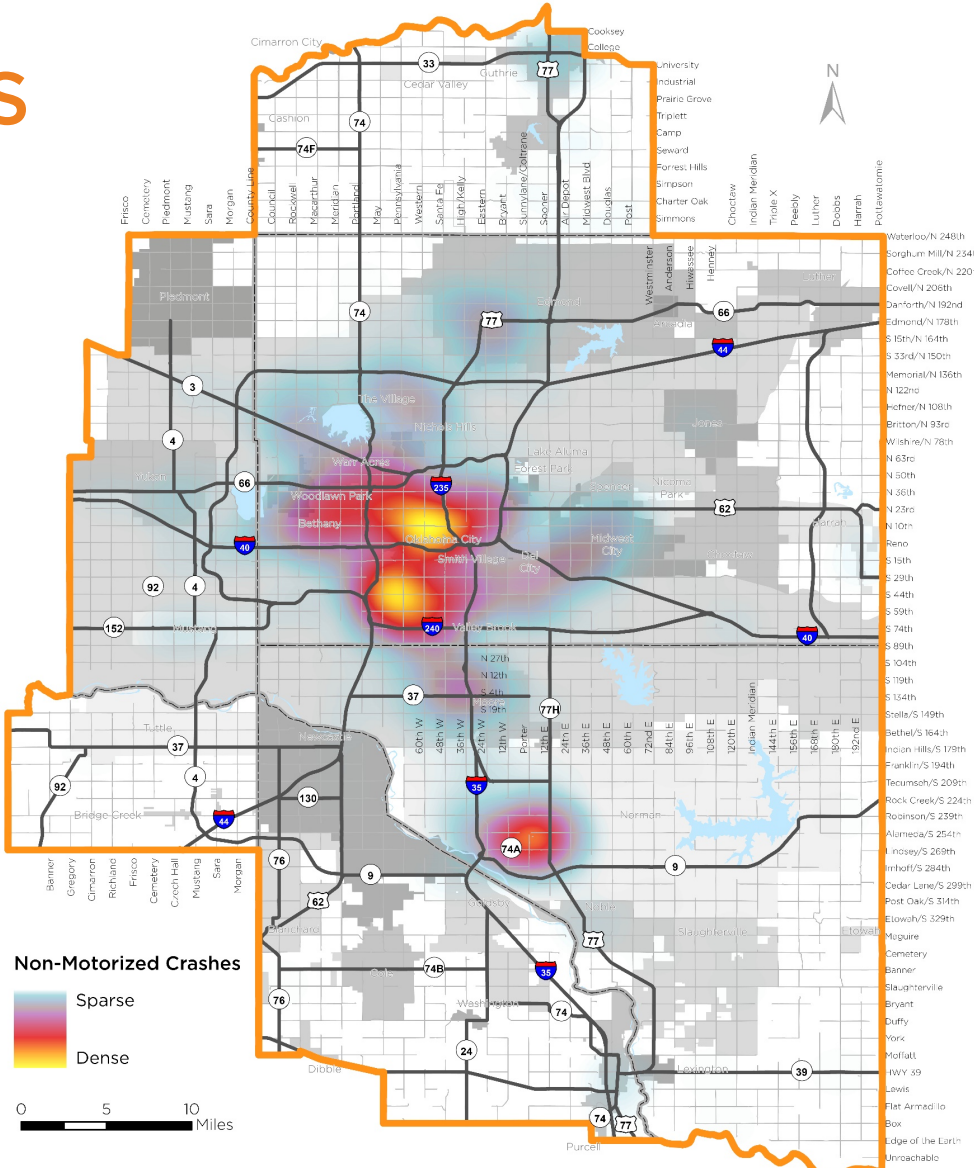 S
Cimarron City
Cooksey
College
33
Guthrie
77
University
Cedar Valley
Industrial
N
Prairie Grove
Cashion
74
Triplett
Camp
74F
Seward
Forrest Hills
Simpson
Charter Oak
Simmons
Frisco
Cemetery
Piedmont
Mustang
Sara
Morgan
County Line
Council
Rockwell
Macarthur
Meridian
Portland
May
Pennsylvania
Western
Santa Fe
High/Kelly
Eastern
Bryant
Sunnylane/Coltrane
Sooner
Air Depot
Midwest Blvd
Douglas
Post
Westminster
Anderson
Hiwassee
Henney
Choctaw
Indian Meridian
Triple X
Peebly
Luther
Dobbs
Harrah
Pottawatomie
Waterloo/N 248th
Sorghum Mill/N 234t
Coffee Creek/N 220
Covell/N 206th
Danforth/N 192nd
Edmond/N 178th
S 15th/N 164th
S 33rd/N 150th
Memorial/N 136th
N 122nd
Hefner/N 108th
Britton/N 93rd
Wilshire/N 78th
N 63rd
N 50th
N 36th
N 23rd
N 10th
Reno
S 15th
S 29th
S 44th
S 59th
S 74th
S 89th
S 104th
S 119th
S 134th
Stella/S 149th
Bethel/S 164th
Indian Hills/S 179th
Franklin/S 194th
Tecumseh/S 209th
Rock Creek/S 224th
Robinson/S 239th
Alameda/S 254th
Lindsey/S 269th
Imhoff/S 284th
Cedar Lane/S 299th
Post Oak/S 314th
Etowah/S 329th
Maguire
Cemetery
Banner
Slaughterville
Bryant
Duffy
York
Moffatt
HWY 39
Lewis
Flat Armadillo
Box
Edge of the Earth
Unreachable
Piedmont
Luther
74
77
Edmond
66
Arcadia
44
3
The Village
Nichols Hills
Jones
4
Lake Aluma
Forest Park
Warr Acres
Yukon
66
235
Spencer
Nicoma
Park
Woodlawn Park
62
Bethany
Harrah
Oklahoma City
Midwest
City
40
Smith Village
Del
City
Choctaw
92
4
152
Mustang
240
Valley Brook
40
N 27th
N 12th
S 4th
S 19th
Moore
37
77H
60th W
48th W
36th W
24th W
12th W
Porter
12th E
24th E
36th E
48th E
60th E
72nd E
84th E
96th E
108th E
120th E
Indian Meridian
144th E
156th E
168th E
180th E
192nd E
Tuttle
Newcastle
37
92
4
35
Bridge Creek
44
130
Norman
74A
Banner
Gregory
Cimarron
Richland
Frisco
Cemetery
Czech Hall
Mustang
Sara
Morgan
76
9
9
62
Goldsby
Noble
Blanchard
77
Slaughterville
Etowah
Cole
74B
35
76
Washington
74
24
Dibble
Lexington
39
74
77
Purcell
Non-Motorized Crashes
Sparse
Dense
0 5 10
Miles